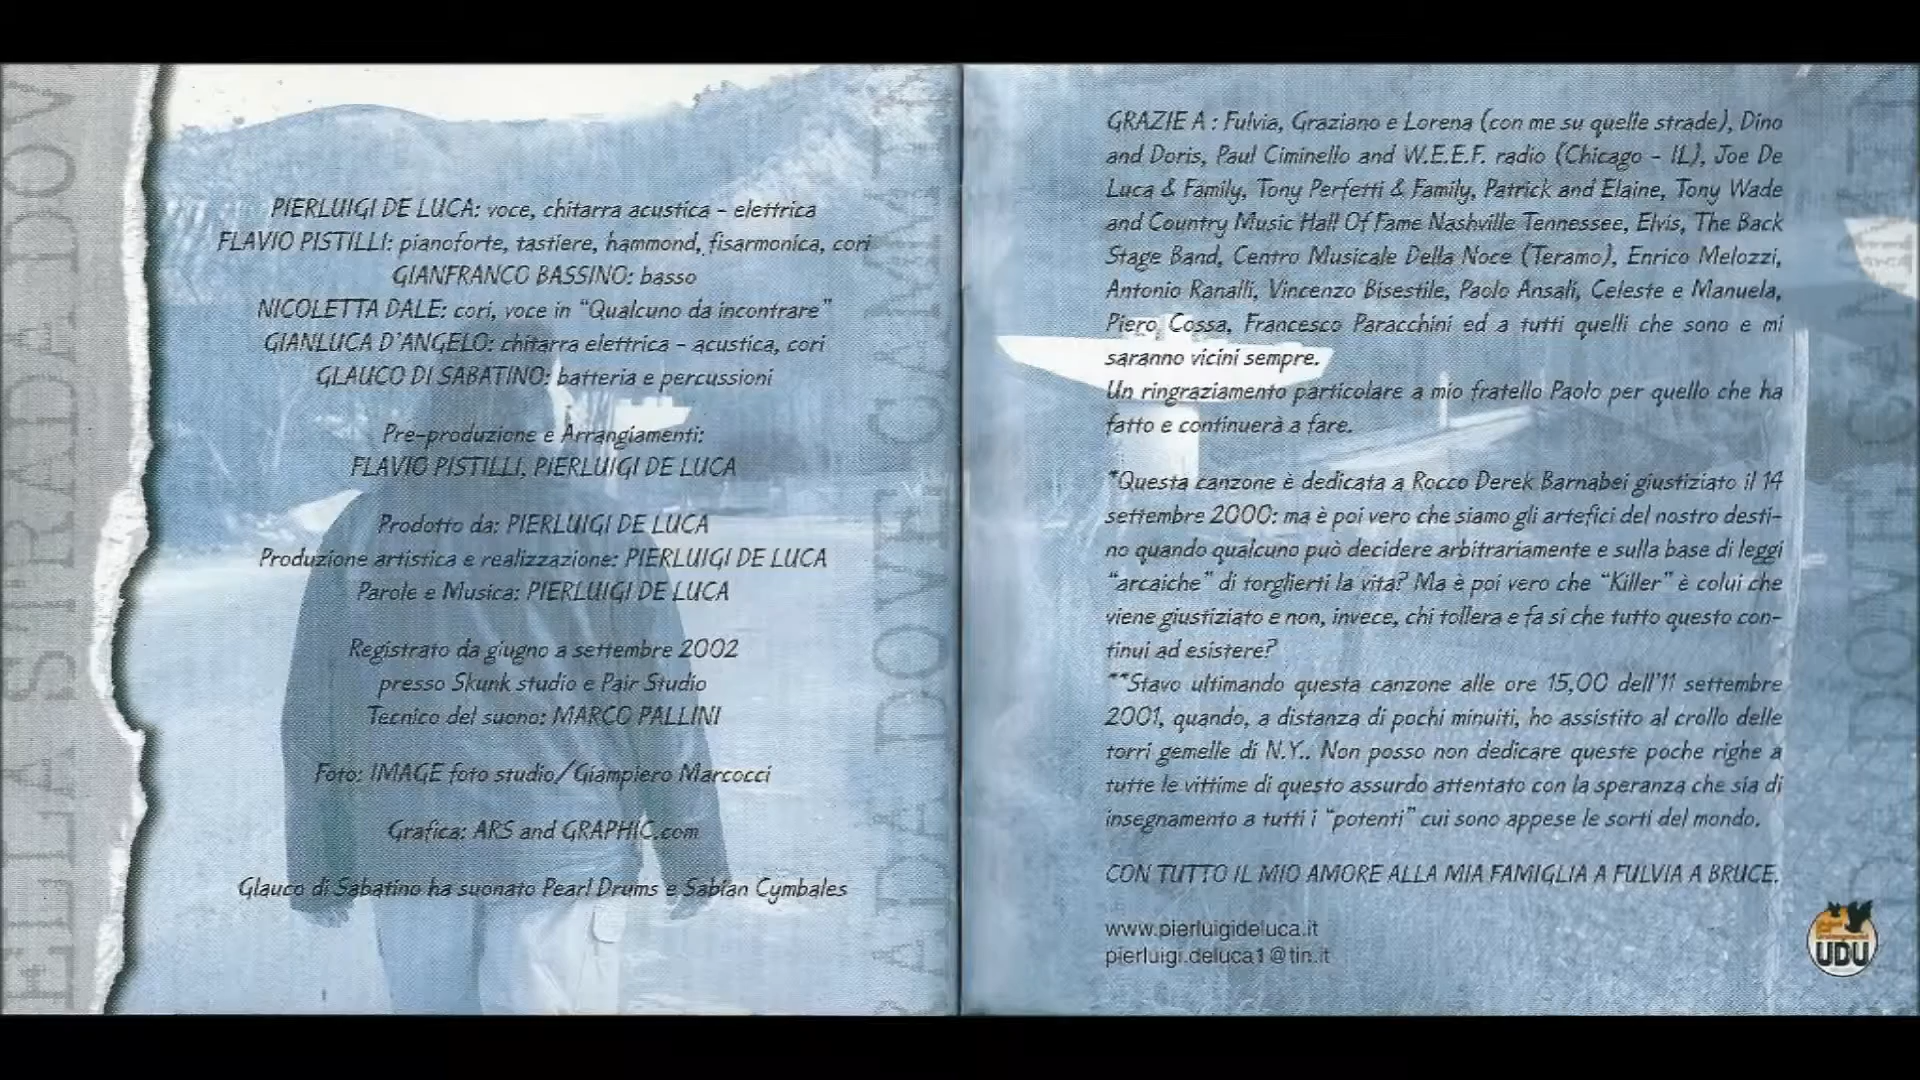 PIERLUIGI DE LUCA: voce, chitarra acustica - elettrica
FLAVIO PISTILLI: pianoforte, tastiere, hammond, fisarmonica, cori
GIANFRANCO BASSINO: basso
NICOLETTA DALE: cori, voce in "Qualcuno da incontrare"
GIANLUCA D'ANGELO: chitarra elettrica - acustica, cori
GLAUCO DI SABATINO: batteria e percussioni
Pre-produzione e Arrangiamenti:
FLAVIO PISTILLI, PIERLUIGI DE LUCA
Prodotto da: PIERLUIGI DE LUCA
Produzione artistica e realizzazione: PIERLUIGI DE LUCA
Parole e Musica: PIERLUIGI DE LUCA
Registrato da giugno a settembre 2002
presso Skunk studio e Pair Studio
Tecnico del suono: MARCO PALLINI
Foto: IMAGE foto studio/Giampiero Marcocci
Grafica: ARS and GRAPHIC.com
Glauco di Sabatino ha suonato Pearl Drums e Sabian Cymbales
GRAZIE A : Fulvia, Graziano e Lorena (con me su quelle strade), Dino
and Doris, Paul Ciminello and W.E.E.F. radio (Chicago - IL), Joe De
Luca & Family, Tony Perfetti & Family, Patrick and Elaine, Tony Wade
and Country Music Hall Of Fame Nashville Tennessee, Elvis, The Back
Stage Band, Centro Musicale Della Noce (Teramo), Enrico Melozzi,
Antonio Ranalli, Vincenzo Bisestile, Paolo Ansali, Celeste e Manuela,
Piero Cossa, Francesco Paracchini ed a tutti quelli che sono e mi
saranno vicini sempre.
Un ringraziamento particolare a mio fratello Paolo per quello che ha
fatto e continuerà a fare.
*Questa canzone è dedicata a Rocco Derek Barnabei giustiziato il 14
settembre 2000: ma è poi vero che siamo gli artefici del nostro desti-
no quando qualcuno può decidere arbitrariamente e sulla base di leggi
"arcaiche" di torglierti la vita? Ma è poi vero che "Killer" è colui che
viene giustiziato e non, invece, chi tollera e fa sì che tutto questo con-
tinui ad esistere?
**Stavo ultimando questa canzone alle ore 15,00 dell'11 settembre
2001, quando, a distanza di pochi minuiti, ho assistito al crollo delle
torri gemelle di N.Y.. Non posso non dedicare queste poche righe a
tutte le vittime di questo assurdo attentato con la speranza che sia di
insegnamento a tutti i "potenti" cui sono appese le sorti del mondo.
CON TUTTO IL MIO AMORE ALLA MIA FAMIGLIA A FULVIA A BRUCE.
www.pierluigideluca.it
pierluigi.deluca1@tin.it
UDU